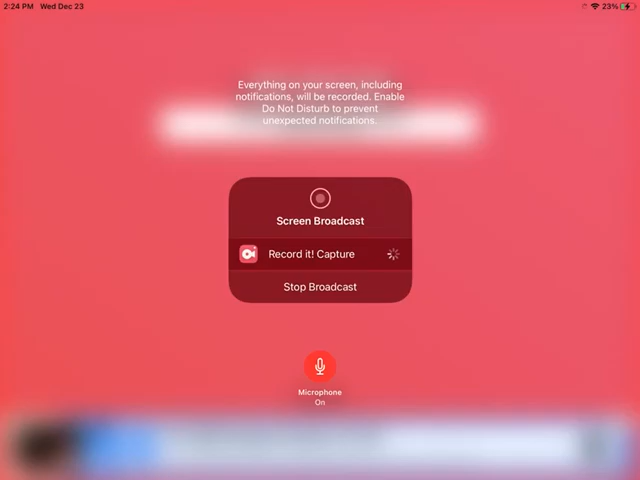 2:24 PM Wed Dec 23 23%
Everything on your screen, including
notifications, will be recorded. Enable
Do Not Disturb to prevent
unexpected notifications.
Screen Broadcast
Record it! Capture
Stop Broadcast
Microphone
On